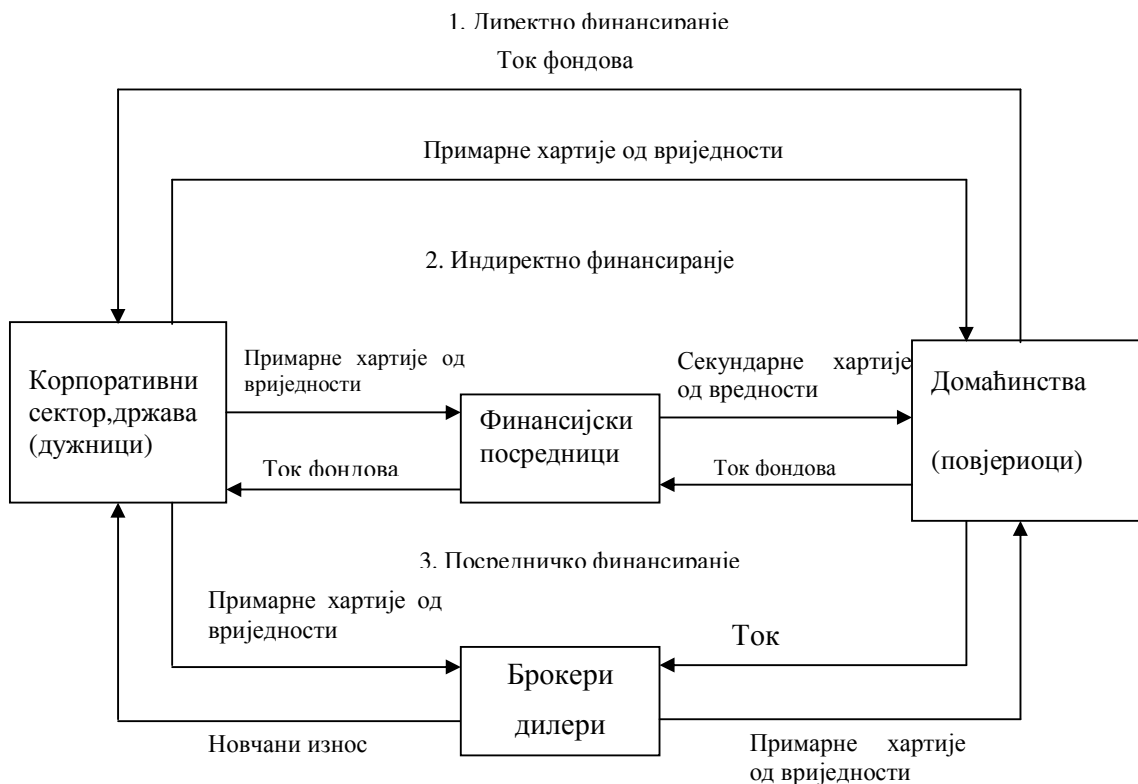 1. Директно финансирање
Ток фондова
Примарне хартије од вриједности
2. Индиректно финансирање
Корпоративни
сектор,држава
(дужници)
Примарне хартије од
вриједности
Ток фондова
Финансијски
посредници
Секундарне хартије
од вредности
Ток фондова
Домаћинства
(повјериоци)
3. Посредничко финансирање
Примарне хартије од
вриједности
Новчани износ
Брокери
дилери
Ток
Примарне хартије
од вриједности